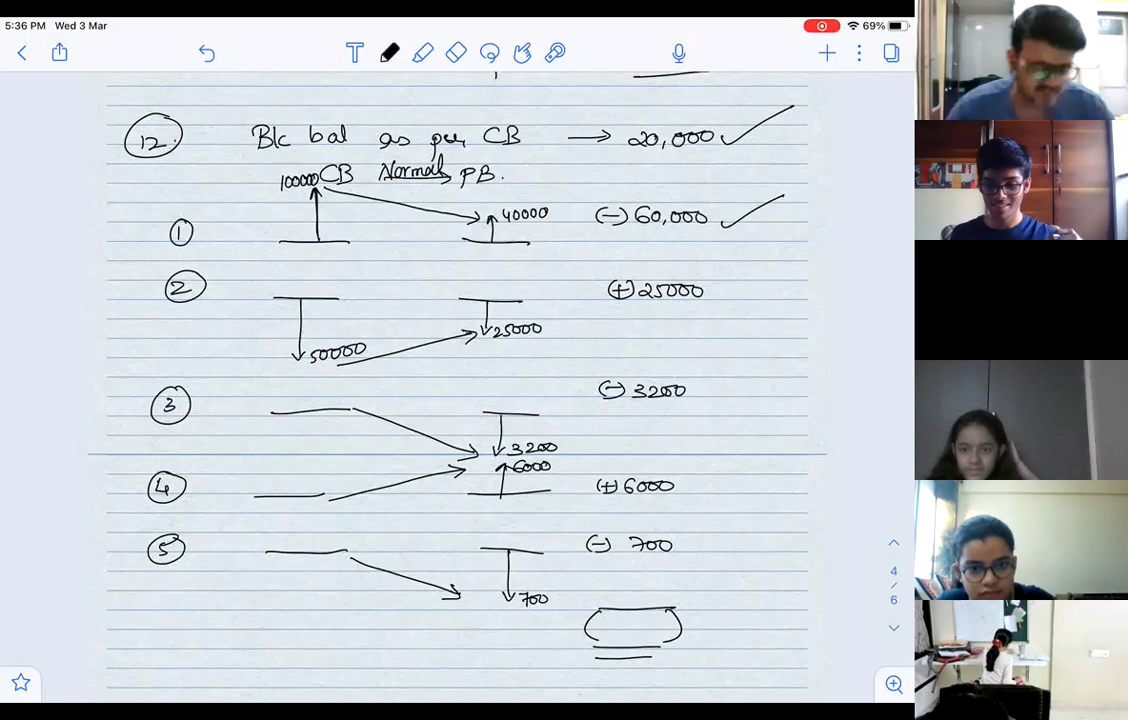 5:36 PM Wed 3 Mar
69%
T
12. B/c bal as per CB → 20,000
100000 CB Normal PB.
1 40000 (-) 60,000
2 (+) 25000
50000 25000
3 (-) 3200
3200
4 6000 (+) 6000
5 (-) 700
700
4
/
6